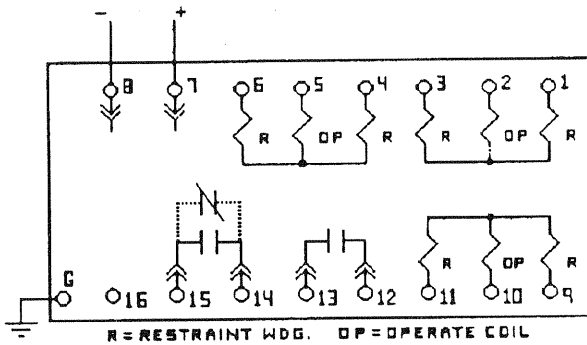 - +
8 7 6 5 4 3 2 1
R OP R R OP R
R OP R
G 16 15 14 13 12 11 10 9
R=RESTRAINT WDG. OP=OPERATE COIL